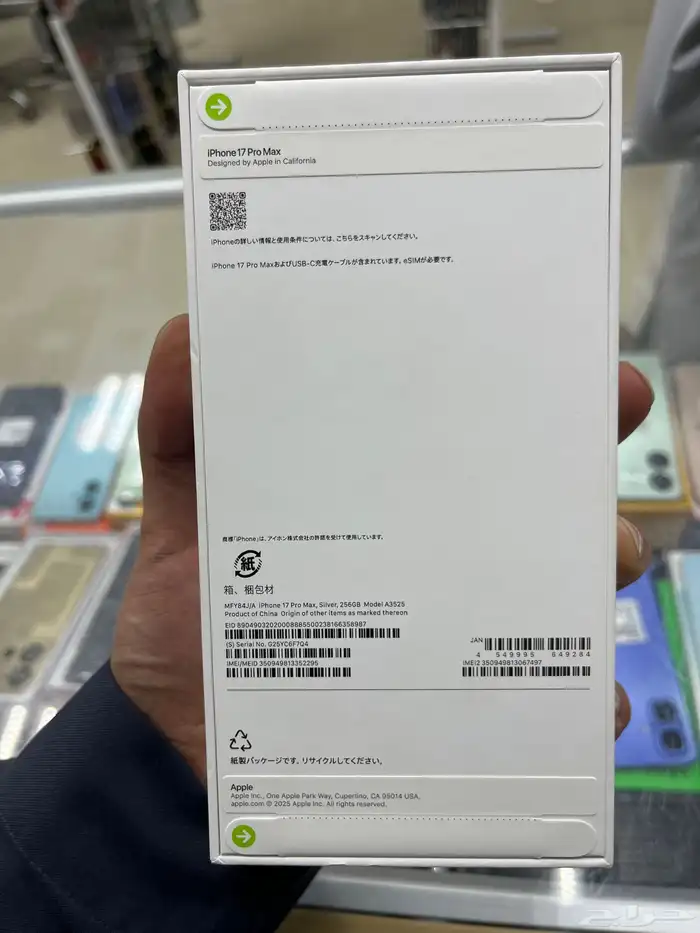 iPhone 17 Pro Max
Designed by Apple in California
iPhoneの詳しい情報と使用条件については、こちらをスキャンしてください。
iPhone 17 Pro MaxおよびUSB-C充電ケーブルが含まれています。eSIMが必要です。
商標「iPhone」は、アイホン株式会社の許諾を受けて使用しています。
紙
箱、梱包材
MFY84J/A iPhone 17 Pro Max, Silver, 256GB Model A3525
Product of China Origin of other items as marked thereon
EID 89049032020008865500238166358987
(S) Serial No. G25YC6F7Q4
IMEI/MEID 350949813352295
JAN
4 549995 649284
IMEI2 350949813067497
紙製パッケージです。リサイクルしてください。
Apple
Apple Inc., One Apple Park Way, Cupertino, CA 95014 USA.
apple.com © 2025 Apple Inc. All rights reserved.
حراج